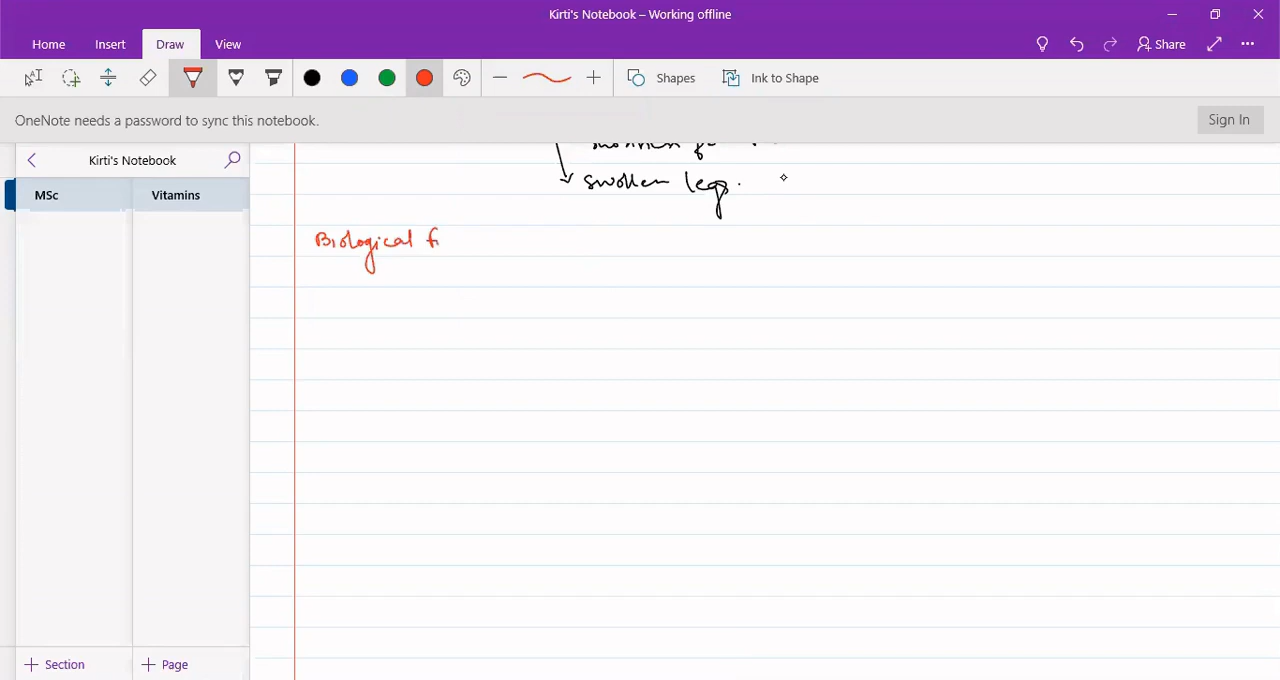 Kirti's Notebook – Working offline
Home Insert Draw View Share
Shapes Ink to Shape
OneNote needs a password to sync this notebook. Sign In
Kirti's Notebook
MSc Vitamins
swollen legs.
Biological f
Section Page